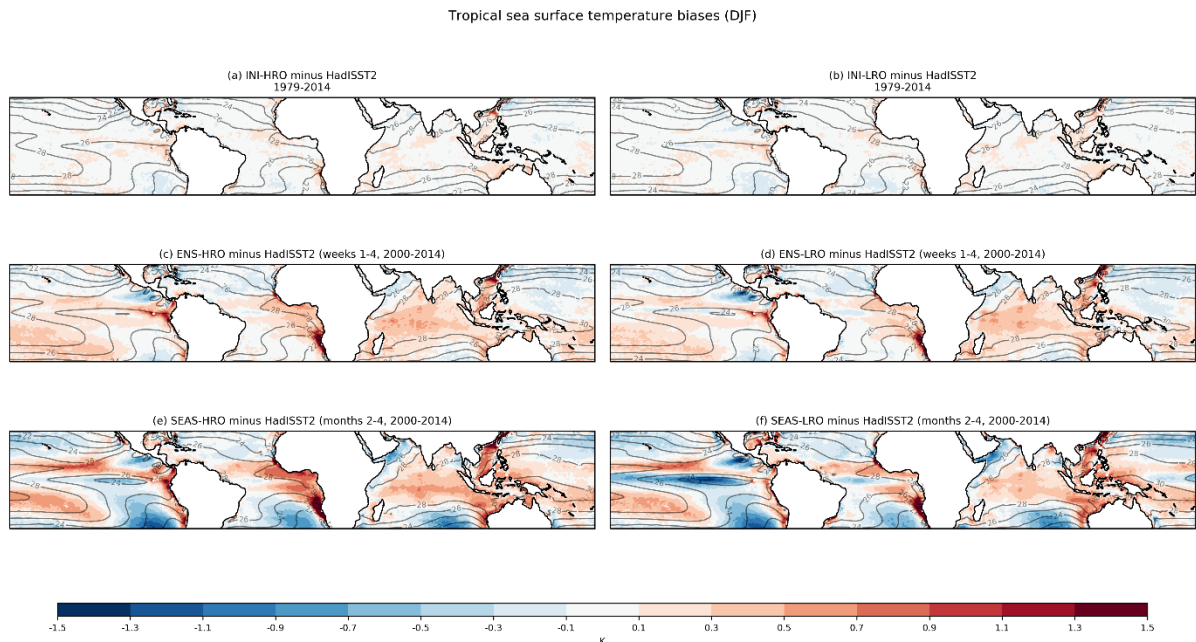 Tropical sea surface temperature biases (DJF)
(a) INI-HRO minus HadISST2
1979-2014
(b) INI-LRO minus HadISST2
1979-2014
(c) ENS-HRO minus HadISST2 (weeks 1-4, 2000-2014)
(d) ENS-LRO minus HadISST2 (weeks 1-4, 2000-2014)
(e) SEAS-HRO minus HadISST2 (months 2-4, 2000-2014)
(f) SEAS-LRO minus HadISST2 (months 2-4, 2000-2014)
-1.5 -1.3 -1.1 -0.9 -0.7 -0.5 -0.3 -0.1 0.1 0.3 0.5 0.7 0.9 1.1 1.3 1.5
K